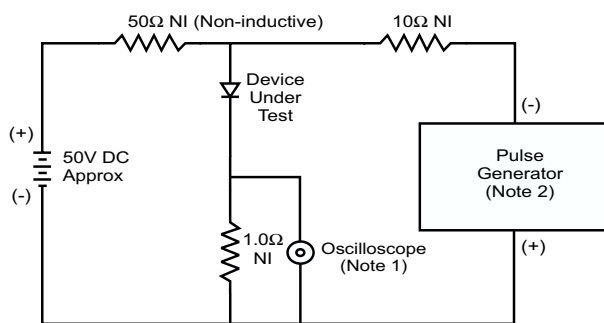 50Ω NI (Non-inductive)
10Ω NI
Device
Under
Test
(+)
50V DC
Approx
(-)
(-)
Pulse
Generator
(Note 2)
(+)
1.0Ω
NI
Oscilloscope
(Note 1)